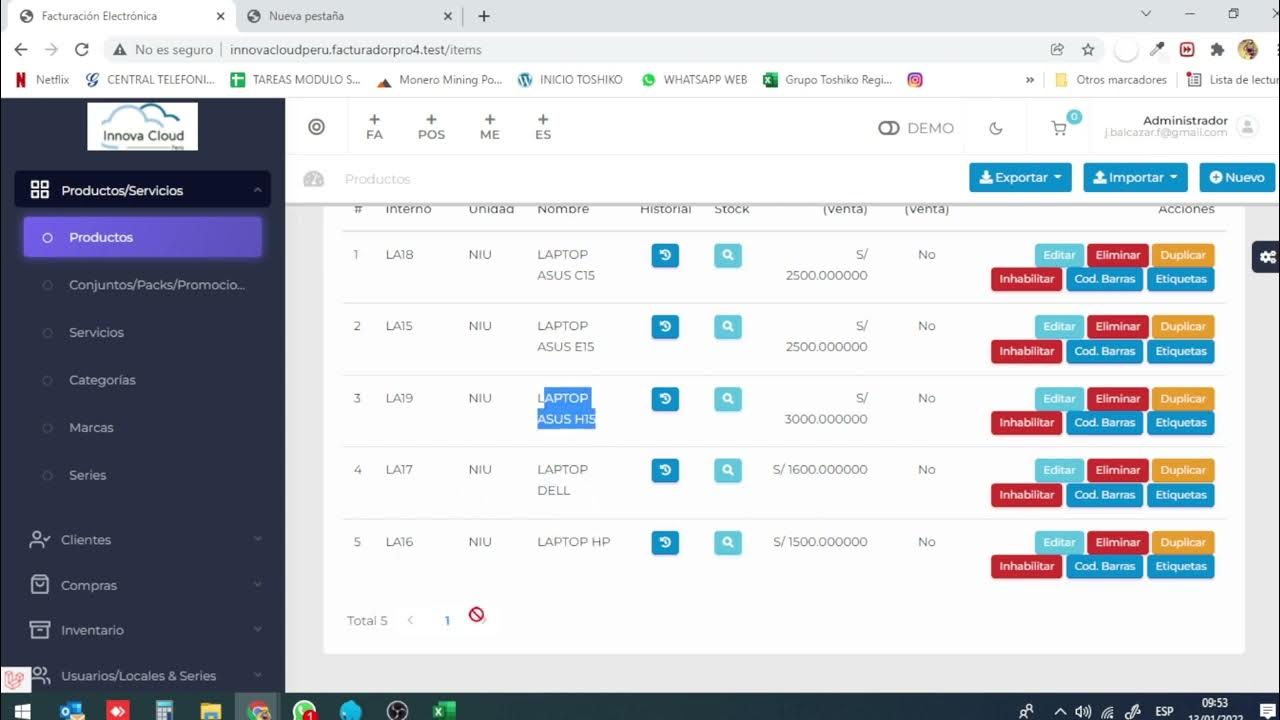 Facturación Electrónica
Nueva pestaña
No es seguro
innovacloudperu.facturadorpro4.test/items
Netflix
CENTRAL TELEFONI...
TAREAS MODULO S...
Monero Mining Po...
INICIO TOSHIKO
WHATSAPP WEB
Grupo Toshiko Regi...
»
Otros marcadores
Lista de lectur
Innova Cloud
FA
POS
ME
ES
DEMO
0
Administrador
j.balcazar.f@gmail.com
Productos/Servicios
Productos
Exportar
Importar
Nuevo
Productos
Conjuntos/Packs/Promocio...
Servicios
Categorías
Marcas
Series
Clientes
Compras
Inventario
Usuarios/Locales & Series
# Interno Unidad Nombre Historial Stock (Venta) (Venta) Acciones
1 LA18 NIU LAPTOP S/ No Editar Eliminar Duplicar
ASUS C15 2500.000000 Inhabilitar Cod. Barras Etiquetas
2 LA15 NIU LAPTOP S/ No Editar Eliminar Duplicar
ASUS E15 2500.000000 Inhabilitar Cod. Barras Etiquetas
3 LA19 NIU LAPTOP S/ No Editar Eliminar Duplicar
ASUS H15 3000.000000 Inhabilitar Cod. Barras Etiquetas
4 LA17 NIU LAPTOP S/ 1600.000000 No Editar Eliminar Duplicar
DELL Inhabilitar Cod. Barras Etiquetas
5 LA16 NIU LAPTOP HP S/ 1500.000000 No Editar Eliminar Duplicar
Inhabilitar Cod. Barras Etiquetas
Total 5
1
ESP
09:53
13/01/2022